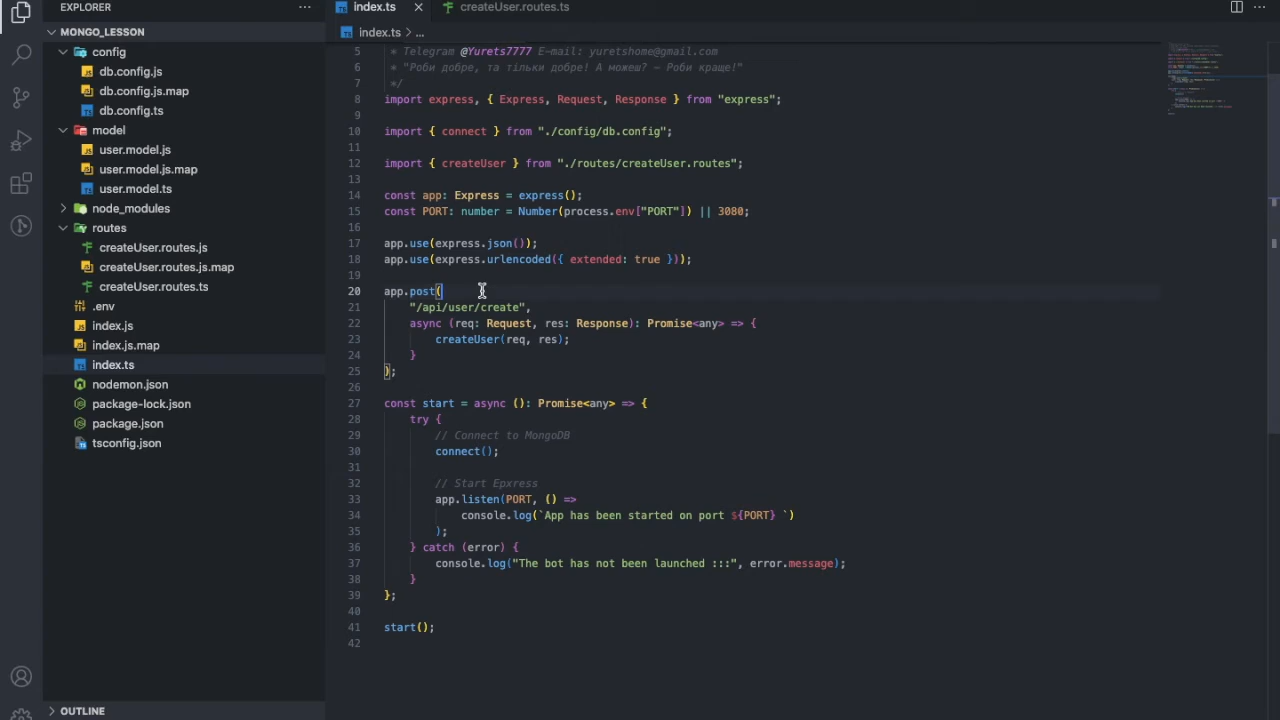 EXPLORER
...
index.ts
createUser.routes.ts
...
MONGO_LESSON
index.ts > ...
config
db.config.js
db.config.js.map
db.config.ts
model
user.model.js
user.model.js.map
user.model.ts
node_modules
routes
createUser.routes.js
createUser.routes.js.map
createUser.routes.ts
.env
index.js
index.js.map
index.ts
nodemon.json
package-lock.json
package.json
tsconfig.json
OUTLINE
5 * Telegram @Yurets7777 E-mail: yuretshome@gmail.com
6 * "Роби добре, та тільки добре! А можеш? – Роби краще!"
7 */
8 import express, { Express, Request, Response } from "express";
9
10 import { connect } from "./config/db.config";
11
12 import { createUser } from "./routes/createUser.routes";
13
14 const app: Express = express();
15 const PORT: number = Number(process.env["PORT"]) || 3080;
16
17 app.use(express.json());
18 app.use(express.urlencoded({ extended: true }));
19
20 app.post(
21 "/api/user/create",
22 async (req: Request, res: Response): Promise<any> => {
23 createUser(req, res);
24 }
25 );
26
27 const start = async (): Promise<any> => {
28 try {
29 // Connect to MongoDB
30 connect();
31
32 // Start Epxress
33 app.listen(PORT, () =>
34 console.log(`App has been started on port ${PORT} `)
35 );
36 } catch (error) {
37 console.log("The bot has not been launched :::", error.message);
38 }
39 };
40
41 start();
42